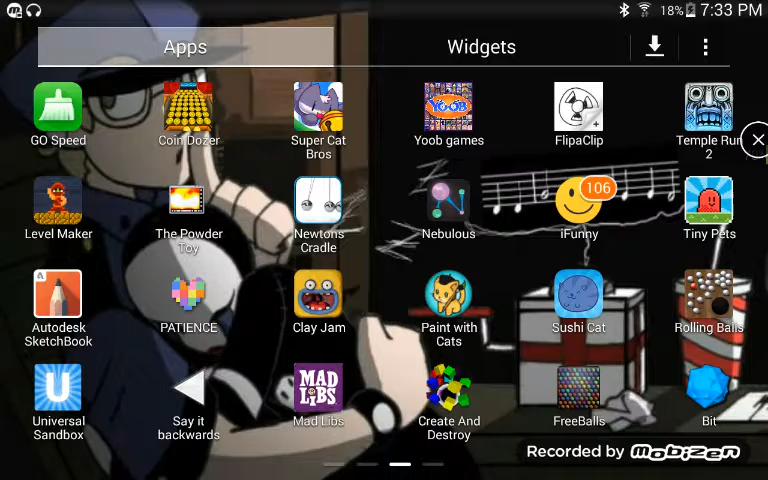 18% 7:33 PM
Apps Widgets
YOOB
GO Speed
Coin Dozer
Super Cat
Bros
Yoob games
FlipaClip
Temple Run
2
106
Level Maker
The Powder
Toy
Newtons
Cradle
Nebulous
iFunny
Tiny Pets
A
Autodesk
SketchBook
PATIENCE
Clay Jam
Paint with
Cats
Sushi Cat
Rolling Balls
U
MAD
LIBS
Universal
Sandbox
Say it
backwards
Mad Libs
Create And
Destroy
FreeBalls
Bit
Recorded by Mobizen